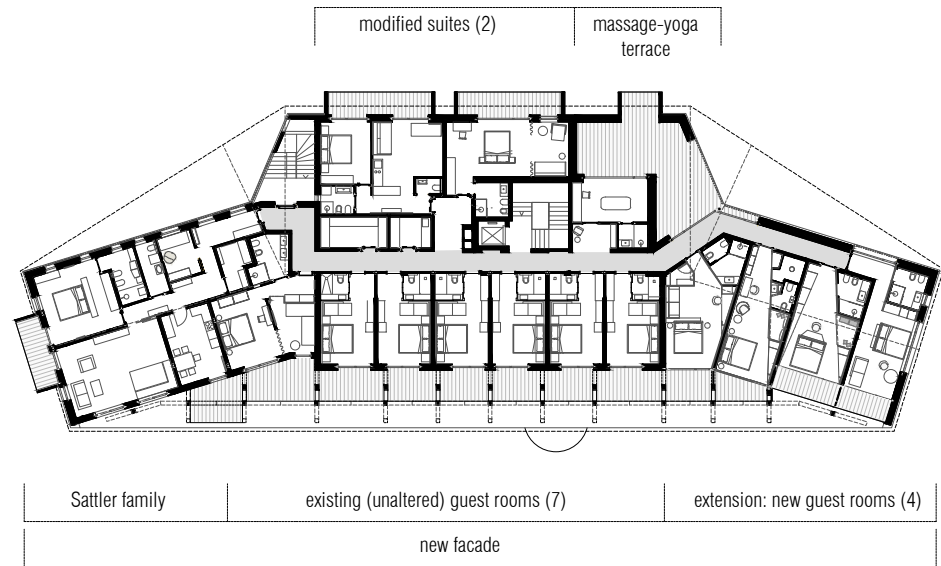 modified suites (2)
massage-yoga
terrace
Sattler family
existing (unaltered) guest rooms (7)
extension: new guest rooms (4)
new facade